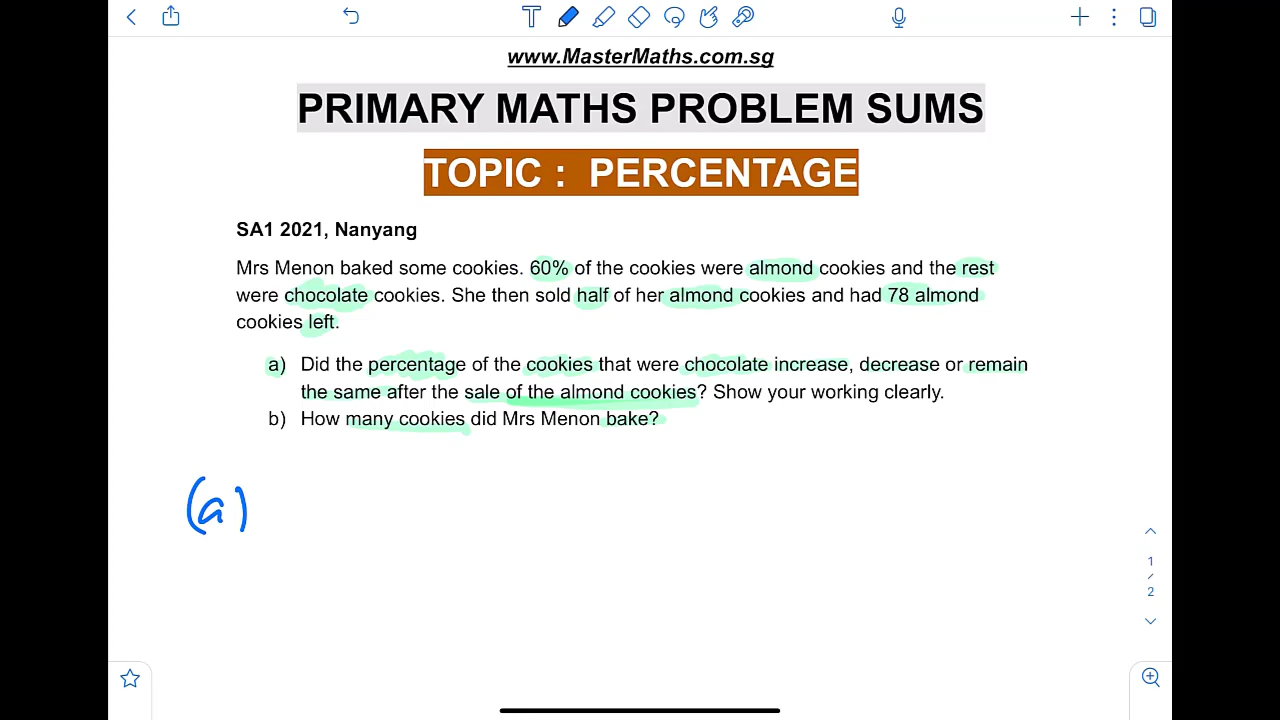 www.MasterMaths.com.sg
PRIMARY MATHS PROBLEM SUMS
TOPIC : PERCENTAGE
SA1 2021, Nanyang
Mrs Menon baked some cookies. 60% of the cookies were almond cookies and the rest
were chocolate cookies. She then sold half of her almond cookies and had 78 almond
cookies left.
a) Did the percentage of the cookies that were chocolate increase, decrease or remain
the same after the sale of the almond cookies? Show your working clearly.
b) How many cookies did Mrs Menon bake?
(a)
1
/
2